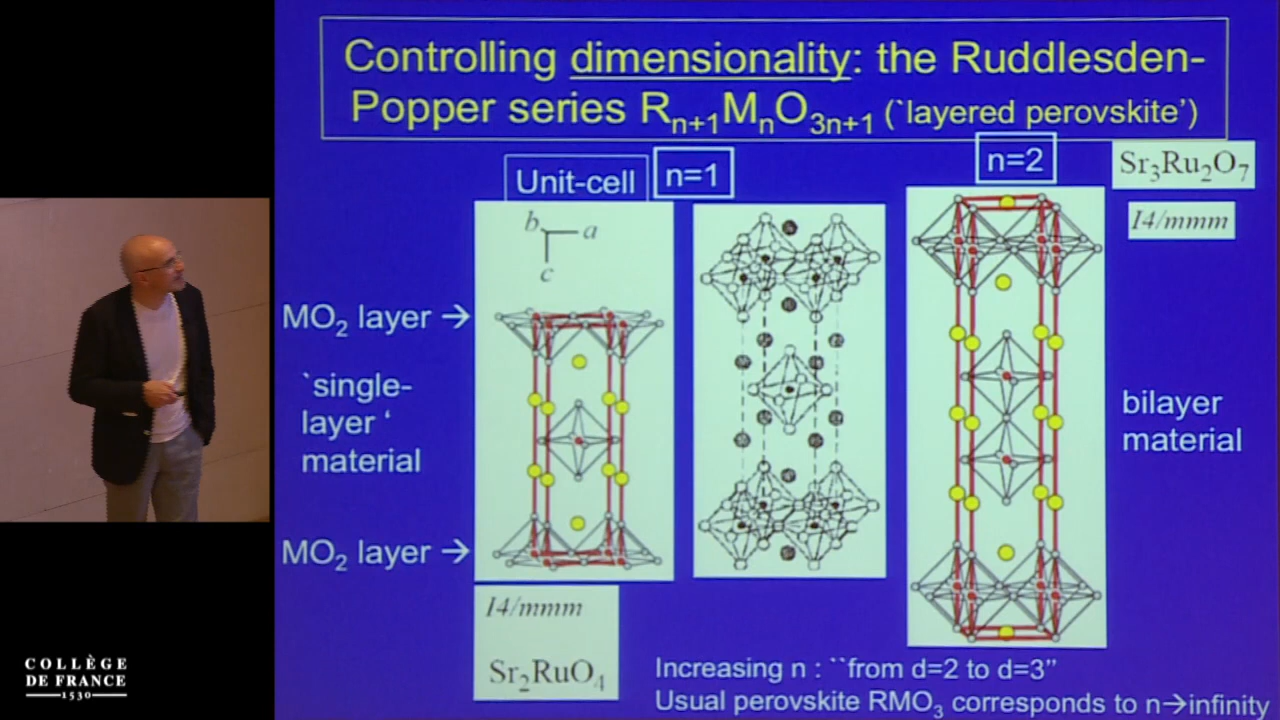 Controlling dimensionality: the Ruddlesden-
Popper series Rn+1MnO3n+1 (`layered perovskite')
Unit-cell
n=1
n=2
Sr3Ru2O7
I4/mmm
b
a
c
MO2 layer →
`single-
layer ‘
material
MO2 layer →
bilayer
material
I4/mmm
Sr2RuO4
Increasing n : ``from d=2 to d=3’’
Usual perovskite RMO3 corresponds to n→infinity
COLLÈGE
DE FRANCE
1530